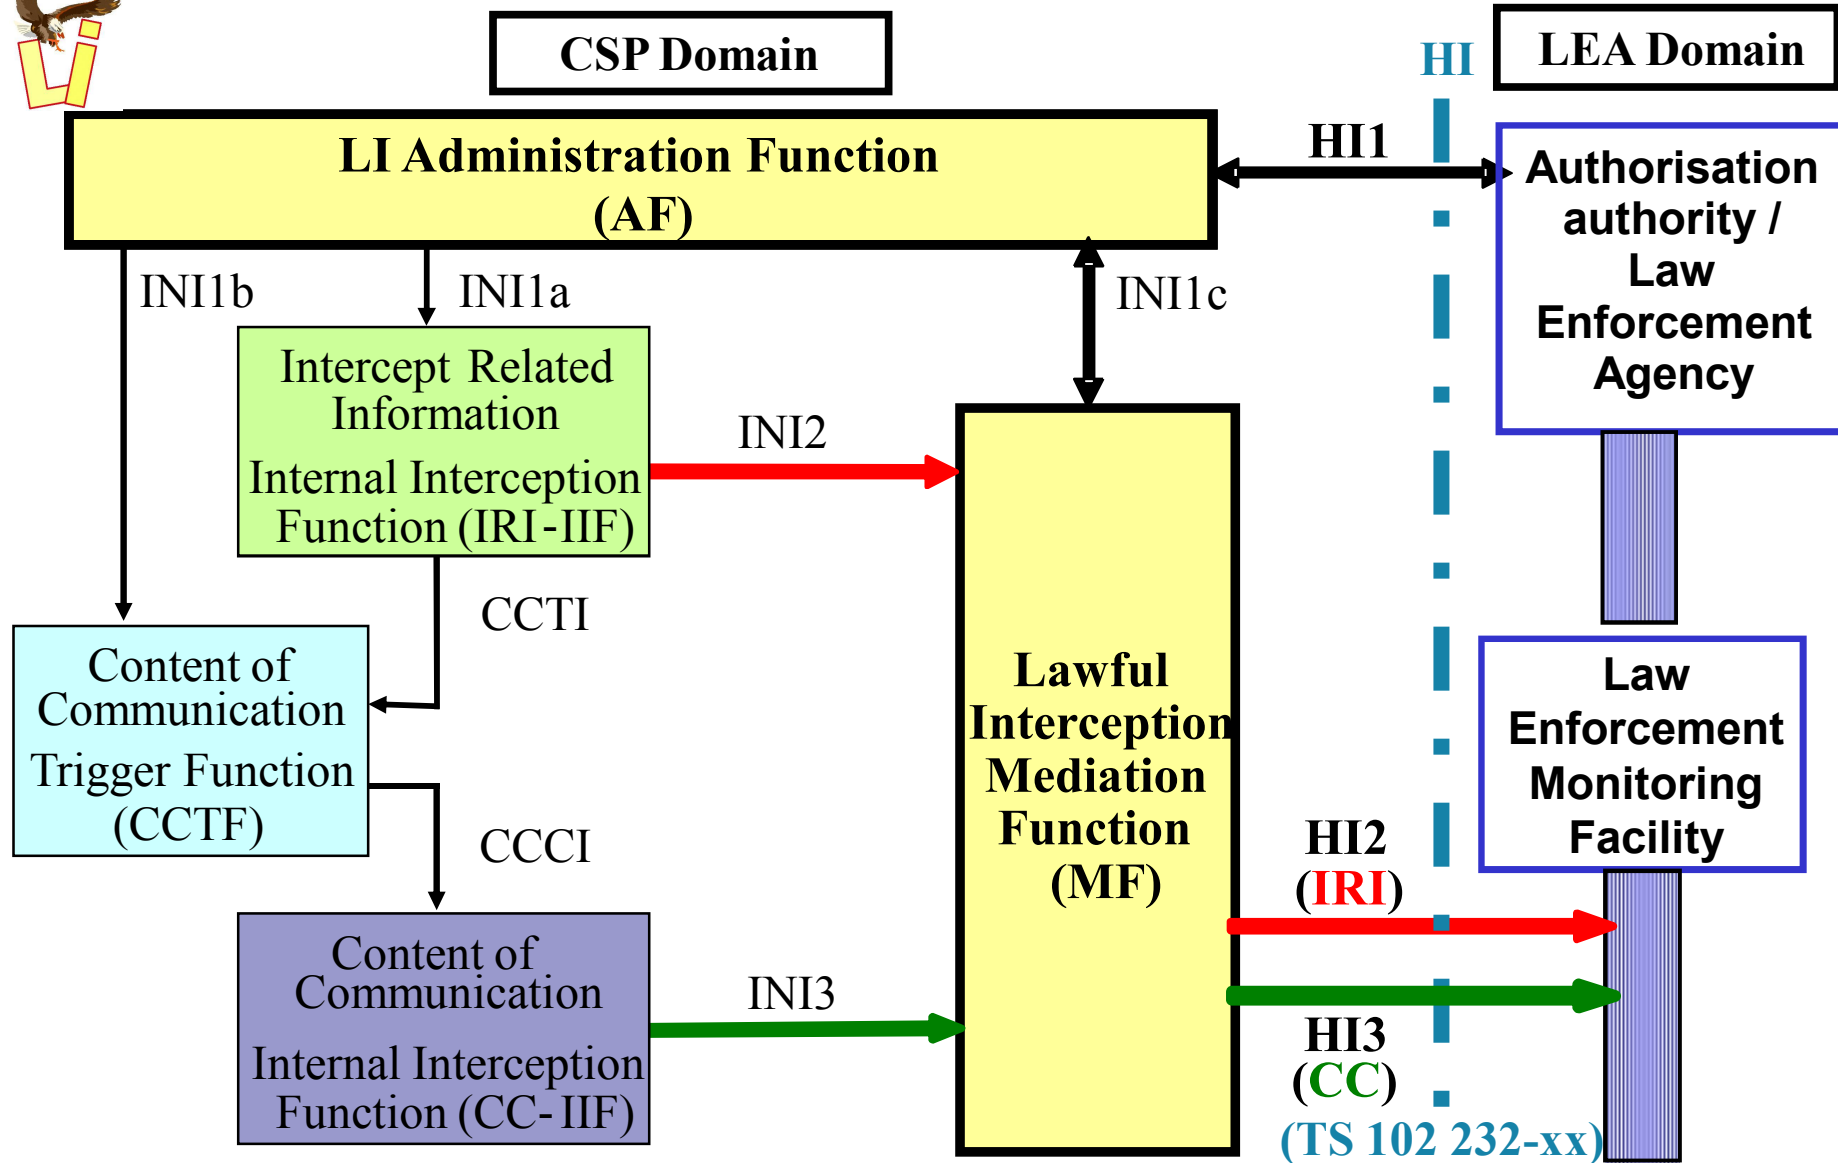 Li
CSP Domain
HI
LEA Domain
LI Administration Function
(AF)
HI1
Authorisation
authority /
Law
Enforcement
Agency
INI1b
INI1a
INI1c
Intercept Related
Information
Internal Interception
Function (IRI-IIF)
INI2
CCTI
Content of
Communication
Trigger Function
(CCTF)
CCCI
Lawful
Interception
Mediation
Function
(MF)
Law
Enforcement
Monitoring
Facility
HI2
(IRI)
Content of
Communication
Internal Interception
Function (CC-IIF)
INI3
HI3
(CC)
(TS 102 232-xx)